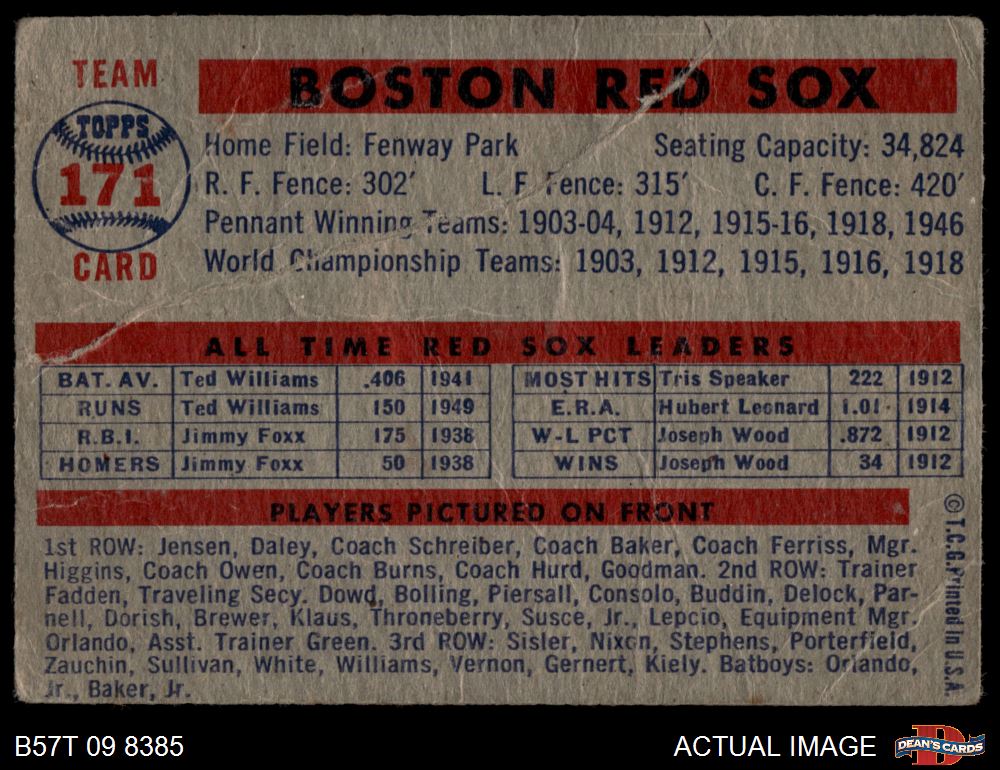 TEAM
TOPPS
171
CARD
BOSTON RED SOX
Home Field: Fenway Park Seating Capacity: 34,824
R. F. Fence: 302′ L. F. Fence: 315′ C. F. Fence: 420′
Pennant Winning Teams: 1903-04, 1912, 1915-16, 1918, 1946
World Championship Teams: 1903, 1912, 1915, 1916, 1918
ALL TIME RED SOX LEADERS
BAT. AV. Ted Williams .406 1941 MOST HITS Tris Speaker 222 1912
RUNS Ted Williams 150 1949 E.R.A. Hubert Leonard 1.01 1914
R.B.I. Jimmy Foxx 175 1938 W-L PCT Joseph Wood .872 1912
HOMERS Jimmy Foxx 50 1938 WINS Joseph Wood 34 1912
PLAYERS PICTURED ON FRONT
1st ROW: Jensen, Daley, Coach Schreiber, Coach Baker, Coach Ferriss, Mgr.
Higgins, Coach Owen, Coach Burns, Coach Hurd, Goodman. 2nd ROW: Trainer
Fadden, Traveling Secy. Dowd, Bolling, Piersall, Consolo, Buddin, Delock, Par-
nell, Dorish, Brewer, Klaus, Throneberry, Susce, Jr., Lepcio, Equipment Mgr.
Orlando, Asst. Trainer Green. 3rd ROW: Sisler, Nixon, Stephens, Porterfield,
Zauchin, Sullivan, White, Williams, Vernon, Gernert, Kiely. Batboys: Orlando,
Jr., Baker, Jr.
© T.C.G. Printed in U.S.A.
B57T 09 8385
ACTUAL IMAGE
DEAN'S CARDS